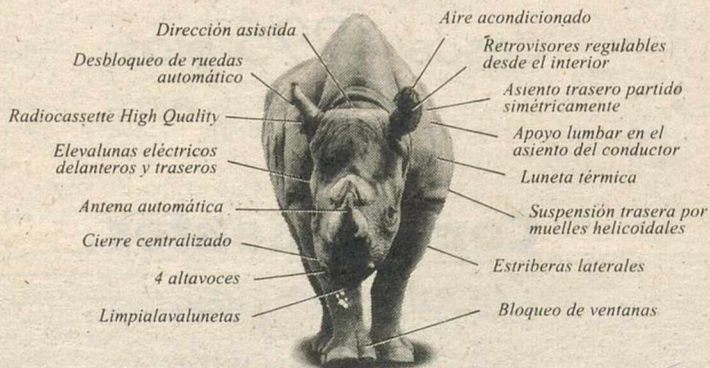 Dirección asistida
Desbloqueo de ruedas
automático
Radiocassette High Quality
Elevalunas eléctricos
delanteros y traseros
Antena automática
Cierre centralizado
4 altavoces
Limpialavalunetas
Aire acondicionado
Retrovisores regulables
desde el interior
Asiento trasero partido
simétricamente
Apoyo lumbar en el
asiento del conductor
Luneta térmica
Suspensión trasera por
muelles helicoidales
Estriberas laterales
Bloqueo de ventanas